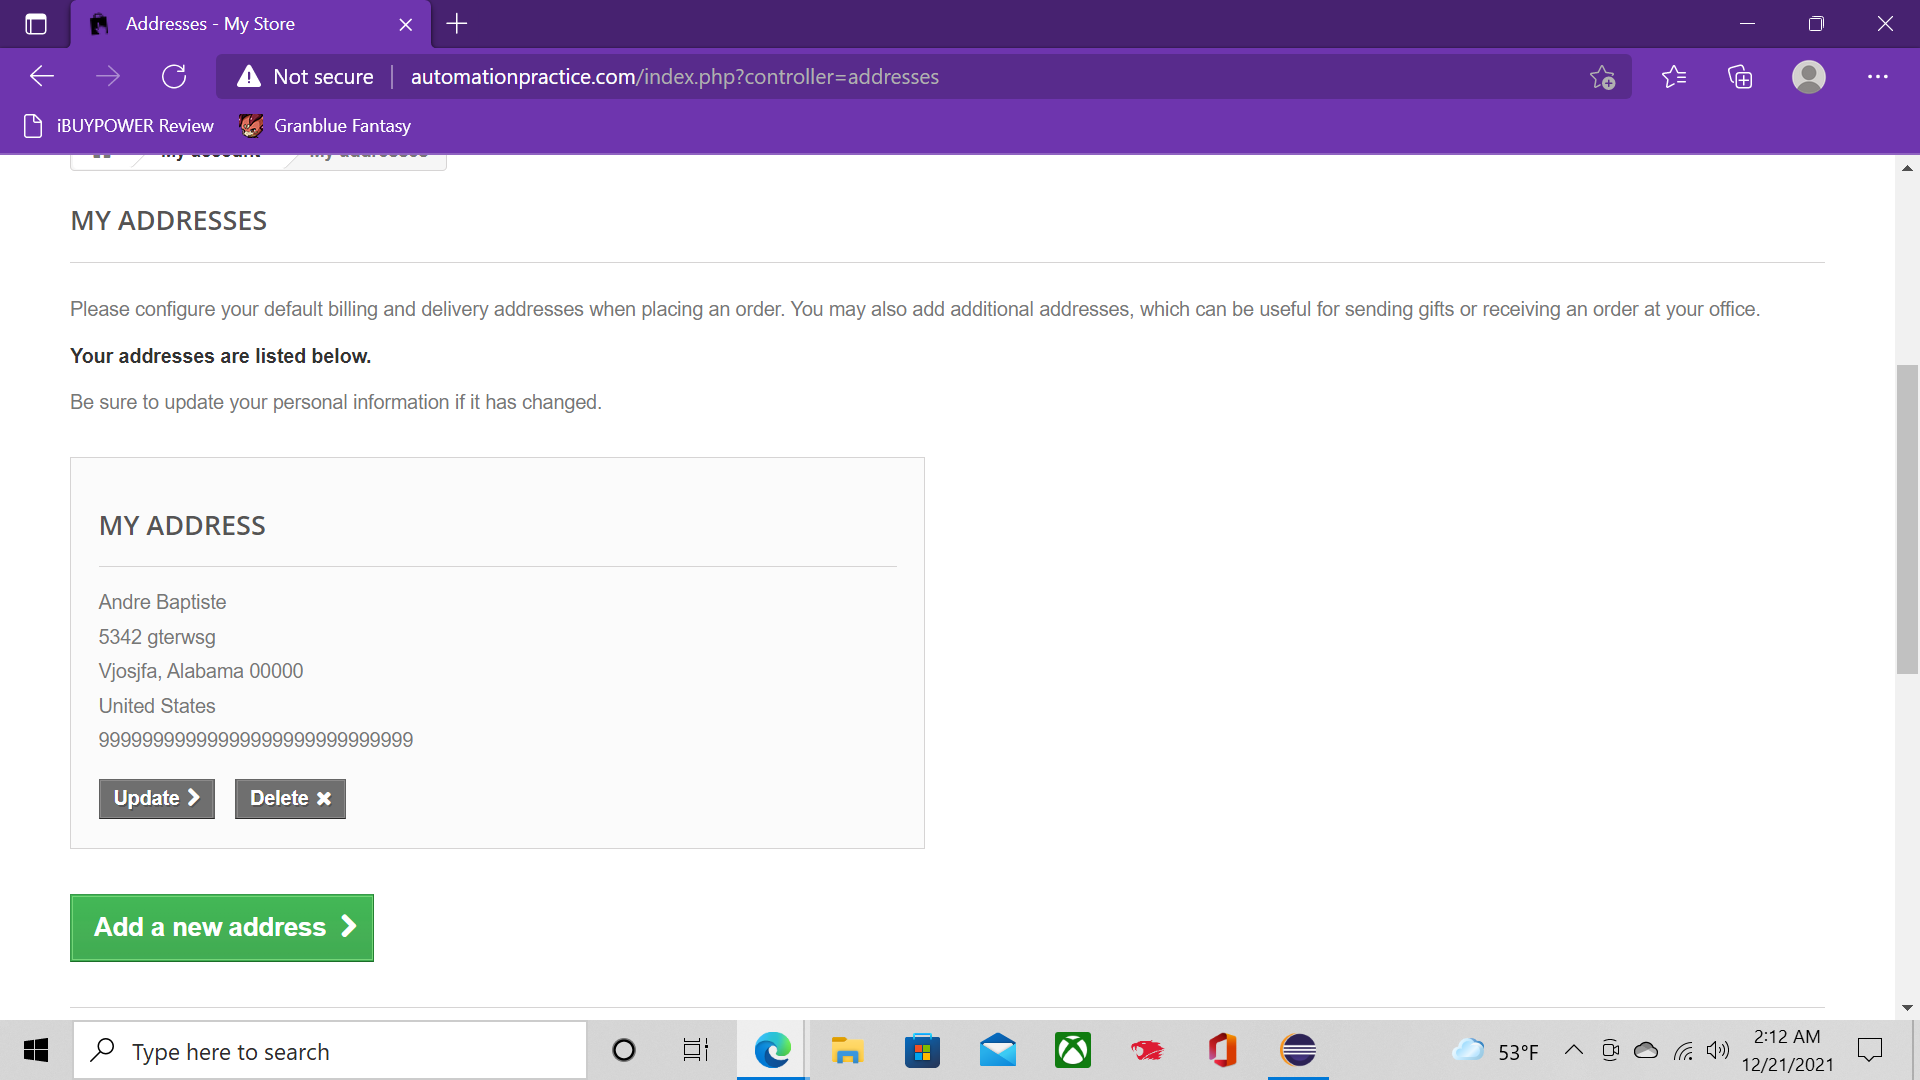 Addresses - My Store
Not secure
automationpractice.com/index.php?controller=addresses
iBUYPOWER Review
Granblue Fantasy
My account
My addresses
MY ADDRESSES
Please configure your default billing and delivery addresses when placing an order. You may also add additional addresses, which can be useful for sending gifts or receiving an order at your office.
Your addresses are listed below.
Be sure to update your personal information if it has changed.
MY ADDRESS
Andre Baptiste
5342 gterwsg
Vjosjfa, Alabama 00000
United States
Update
Delete
Add a new address
Type here to search
53°F
2:12 AM
12/21/2021